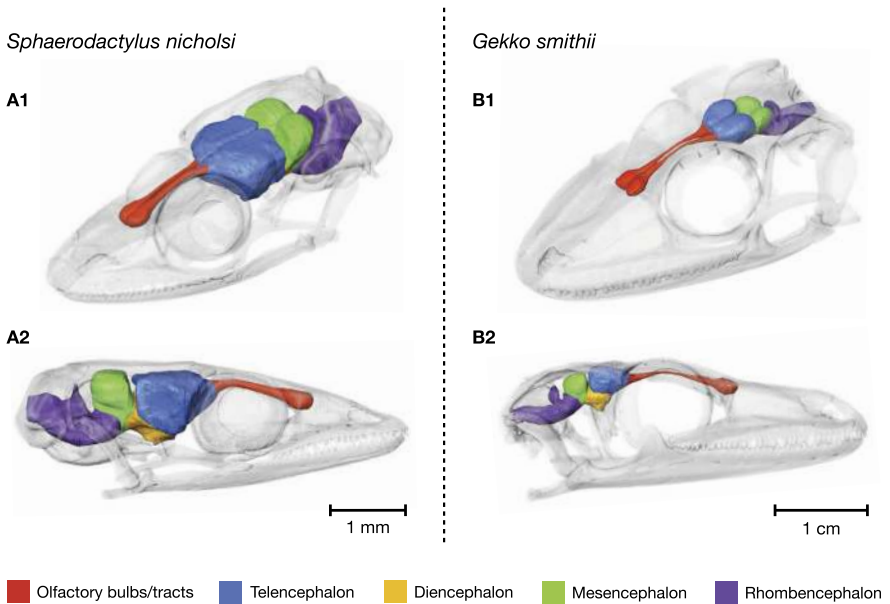 Sphaerodactylus nicholsi
Gekko smithii
A1
B1
A2
B2
1 mm
1 cm
Olfactory bulbs/tracts
Telencephalon
Diencephalon
Mesencephalon
Rhombencephalon